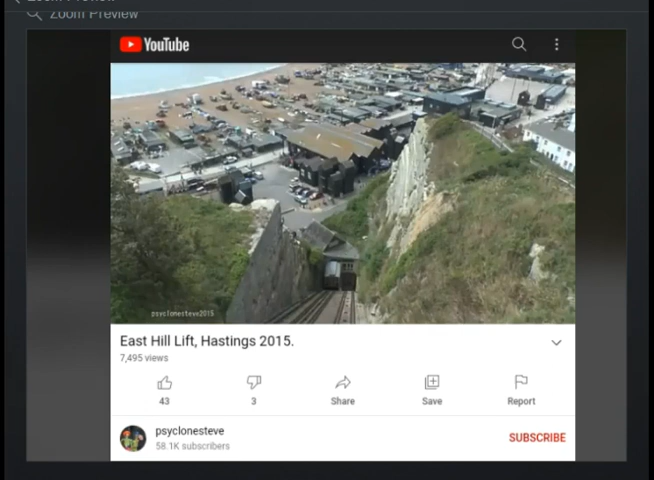 Zoom Preview
YouTube
psyclonesteve2015
East Hill Lift, Hastings 2015.
7,495 views
43
3
Share
Save
Report
psyclonesteve
58.1K subscribers
SUBSCRIBE